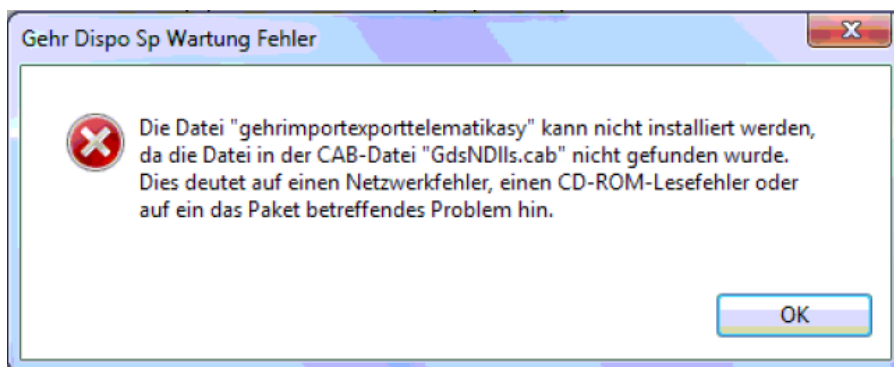 Gehr Dispo Sp Wartung Fehler
Die Datei "gehrimportexporttelematikasy" kann nicht installiert werden,
da die Datei in der CAB-Datei "GdsNDlls.cab" nicht gefunden wurde.
Dies deutet auf einen Netzwerkfehler, einen CD-ROM-Lesefehler oder
auf ein das Paket betreffendes Problem hin.
OK